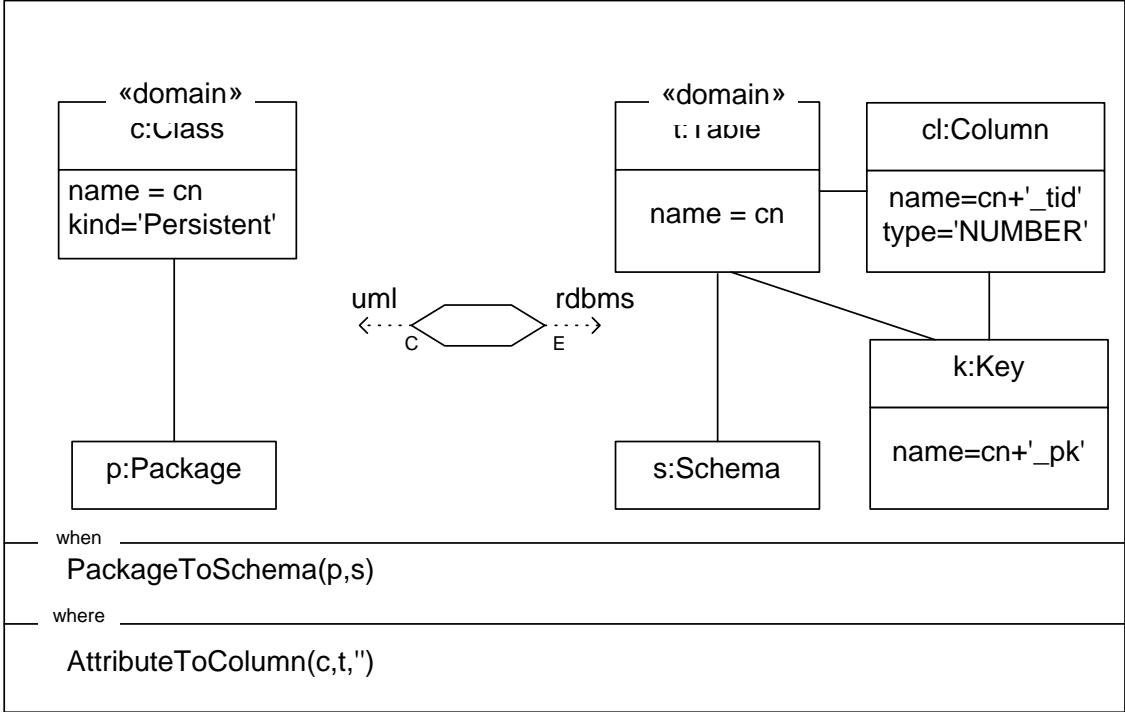 «domain»
c:Class
name = cn
kind='Persistent'
p:Package
uml
C
rdbms
E
«domain»
t:Table
name = cn
cl:Column
name=cn+'_tid'
type='NUMBER'
k:Key
name=cn+'_pk'
s:Schema
when
PackageToSchema(p,s)
where
AttributeToColumn(c,t,'')